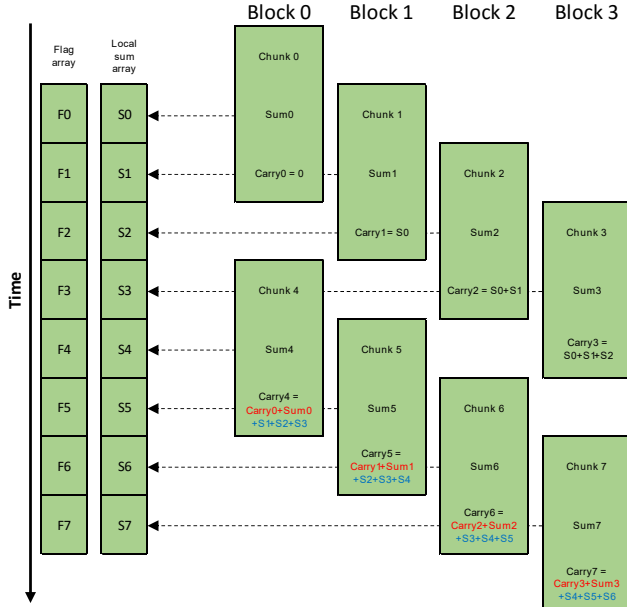 Block 0
Block 1
Block 2
Block 3
Flag
array
Local
sum
array
Chunk 0
F0
S0
Sum0
Chunk 1
F1
S1
Carry0 = 0
Sum1
Chunk 2
F2
S2
Carry1= S0
Sum2
Chunk 3
Time
F3
S3
Chunk 4
Carry2 = S0+S1
Sum3
F4
S4
Sum4
Chunk 5
Carry3 =
S0+S1+S2
F5
S5
Carry4 =
Carry0+Sum0
+S1+S2+S3
Sum5
Chunk 6
F6
S6
Carry5 =
Carry1+Sum1
+S2+S3+S4
Sum6
Chunk 7
F7
S7
Carry6 =
Carry2+Sum2
+S3+S4+S5
Sum7
Carry7 =
Carry3+Sum3
+S4+S5+S6